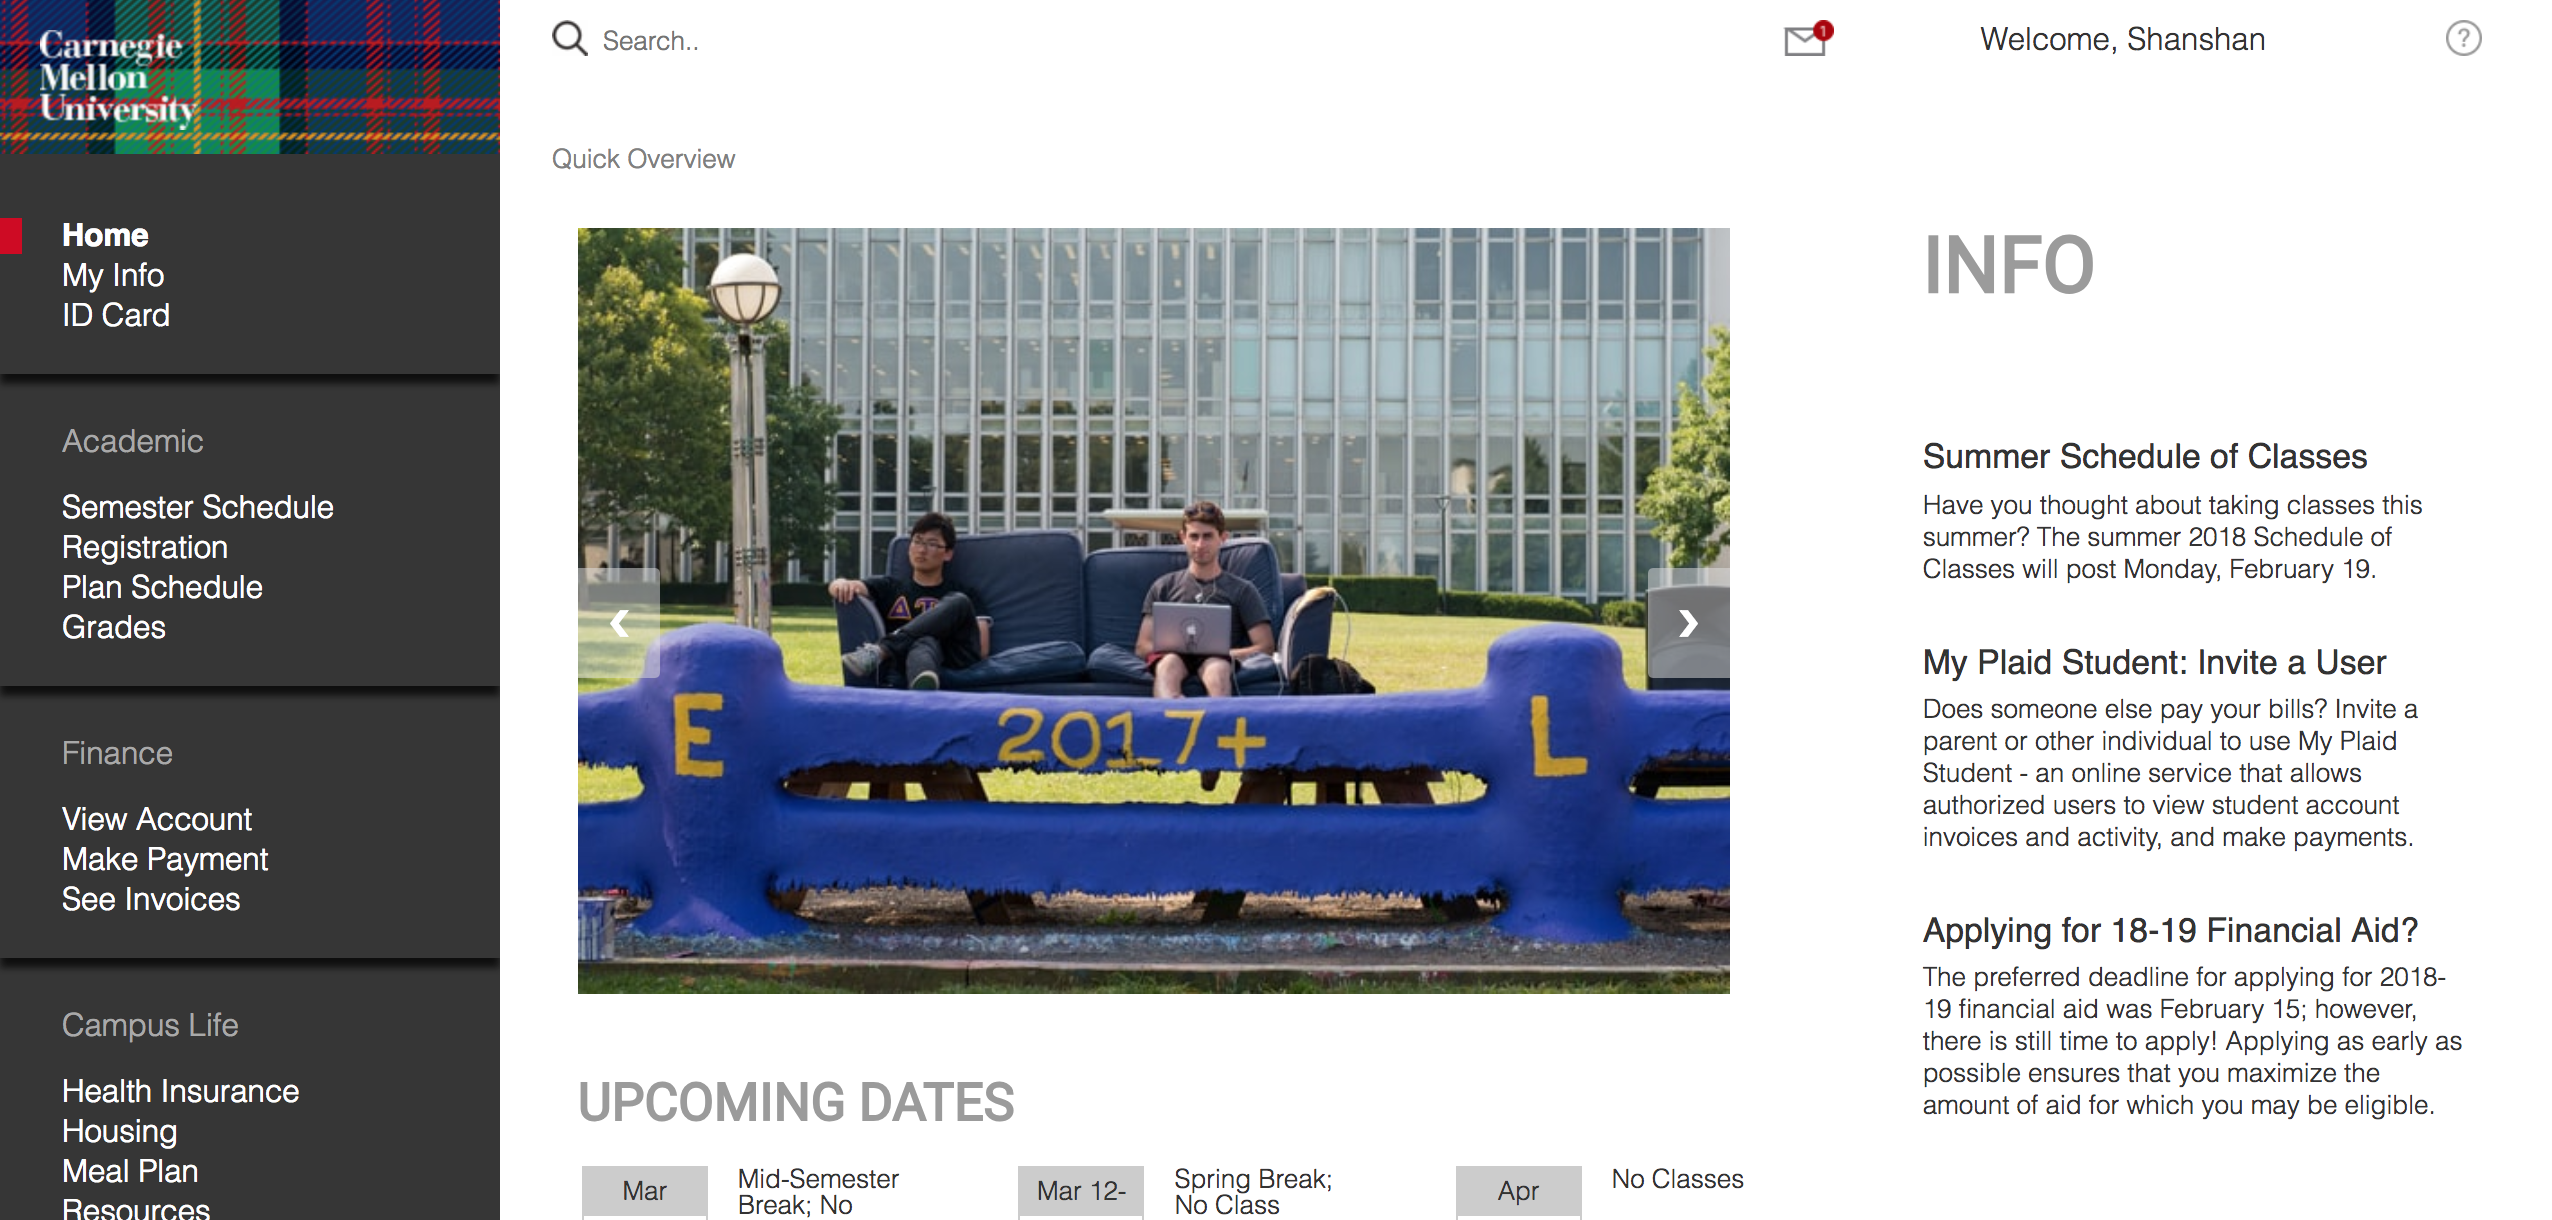 Carnegie
Mellon
University
Home
My Info
ID Card
Academic
Semester Schedule
Registration
Plan Schedule
Grades
Finance
View Account
Make Payment
See Invoices
Campus Life
Health Insurance
Housing
Meal Plan
Resources
Search..
1
Welcome, Shanshan
?
Quick Overview
E 2017+ L
UPCOMING DATES
Mar
Mid-Semester
Break; No
Mar 12-
Spring Break;
No Class
Apr
No Classes
INFO
Summer Schedule of Classes
Have you thought about taking classes this
summer? The summer 2018 Schedule of
Classes will post Monday, February 19.
My Plaid Student: Invite a User
Does someone else pay your bills? Invite a
parent or other individual to use My Plaid
Student - an online service that allows
authorized users to view student account
invoices and activity, and make payments.
Applying for 18-19 Financial Aid?
The preferred deadline for applying for 2018-
19 financial aid was February 15; however,
there is still time to apply! Applying as early as
possible ensures that you maximize the
amount of aid for which you may be eligible.